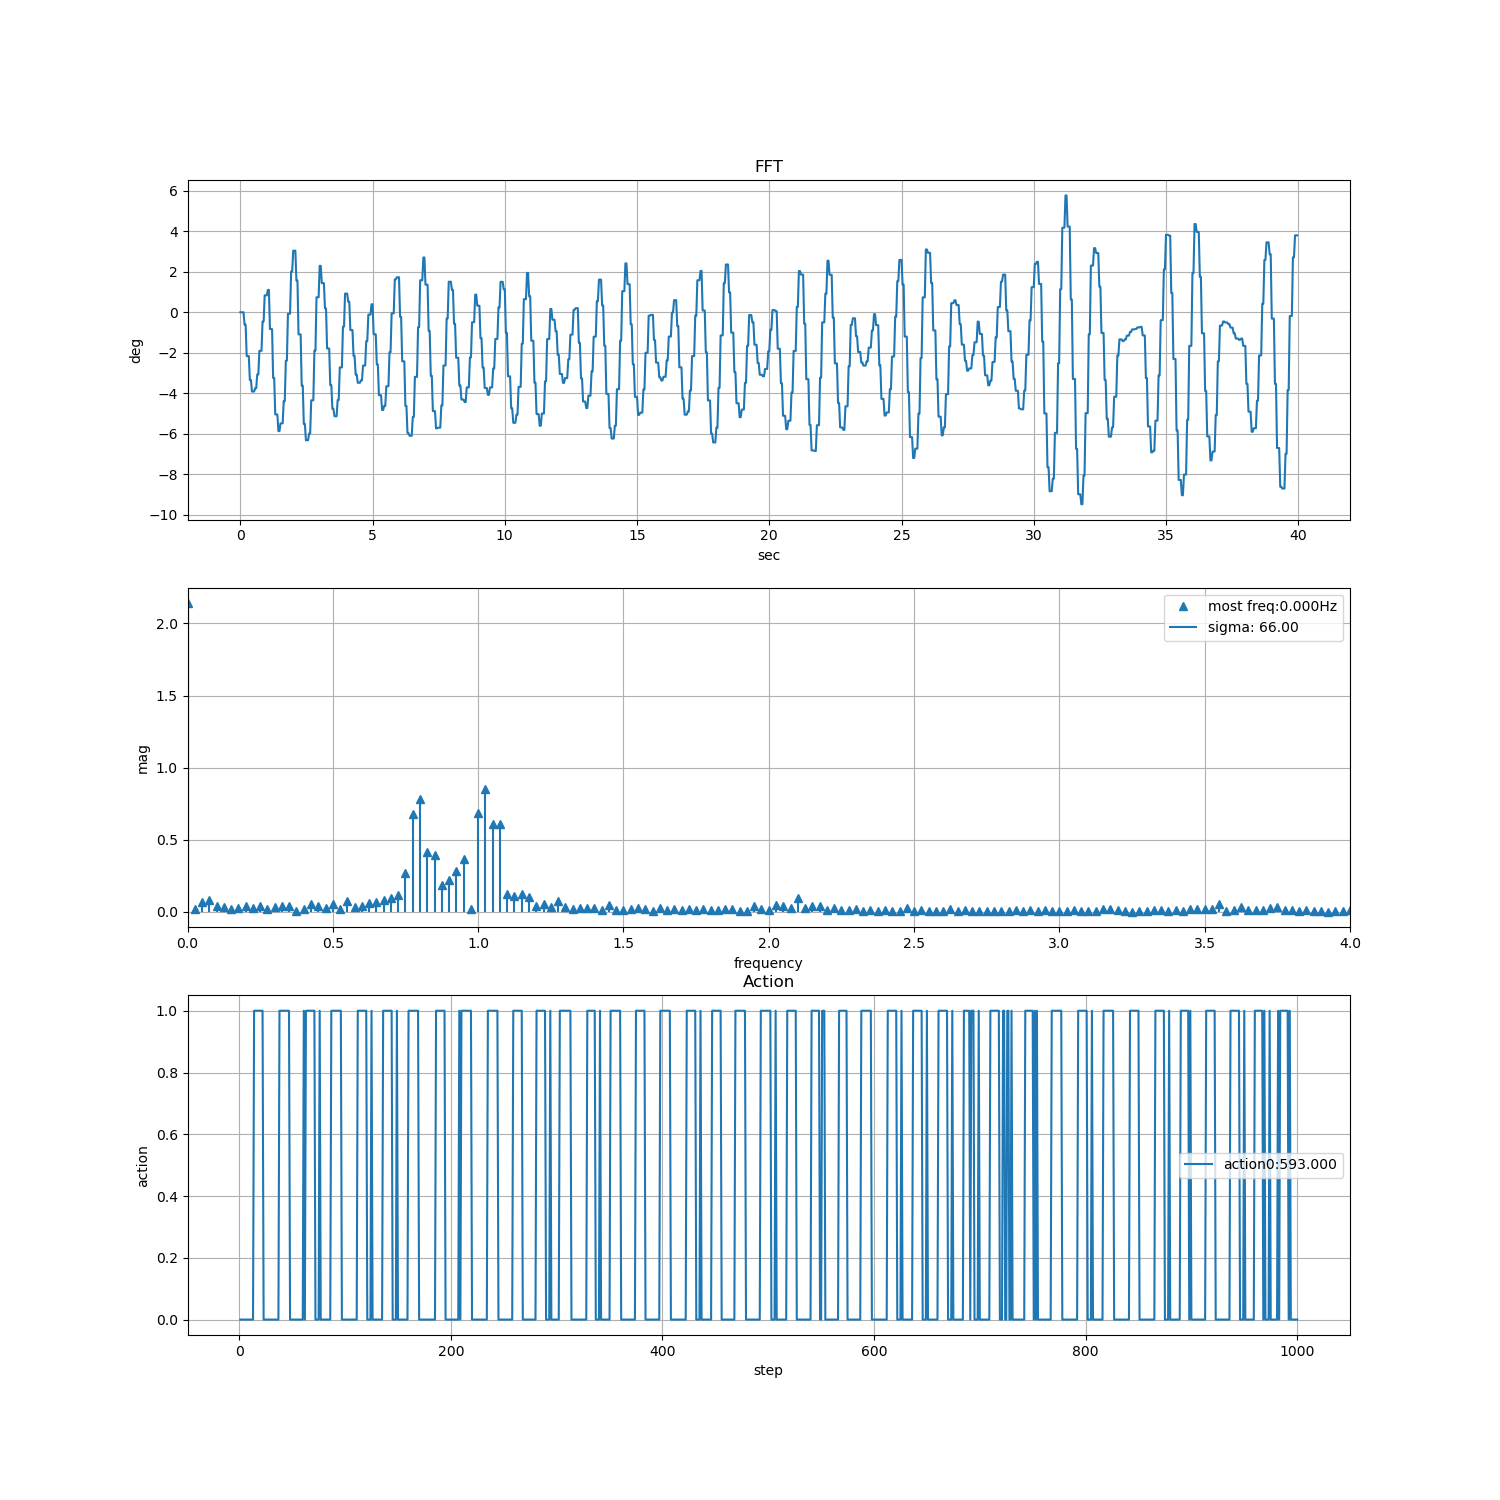 FFT
6
4
2
0
−2
−4
−6
−8
−10
deg
0 5 10 15 20 25 30 35 40
sec
most freq:0.000Hz
sigma: 66.00
2.0
1.5
1.0
0.5
0.0
mag
0.0 0.5 1.0 1.5 2.0 2.5 3.0 3.5 4.0
frequency
Action
1.0
0.8
0.6
0.4
0.2
0.0
action
action0:593.000
0 200 400 600 800 1000
step